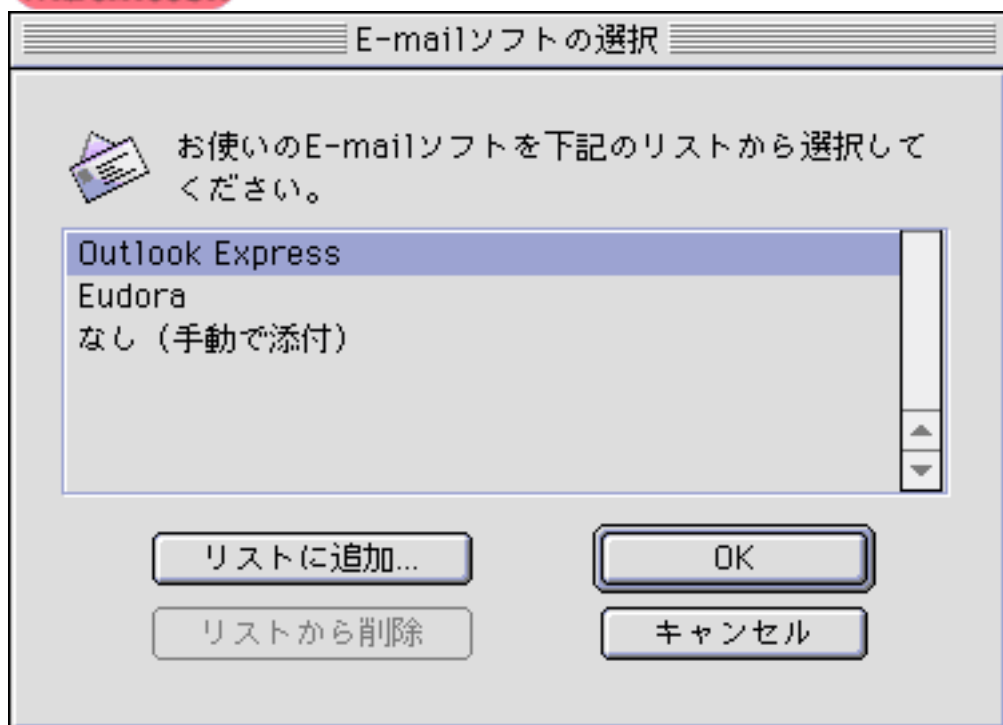 E-mailソフトの選択
お使いのE-mailソフトを下記のリストから選択して
ください。
Outlook Express
Eudora
なし（手動で添付）
リストに追加...
OK
リストから削除
キャンセル